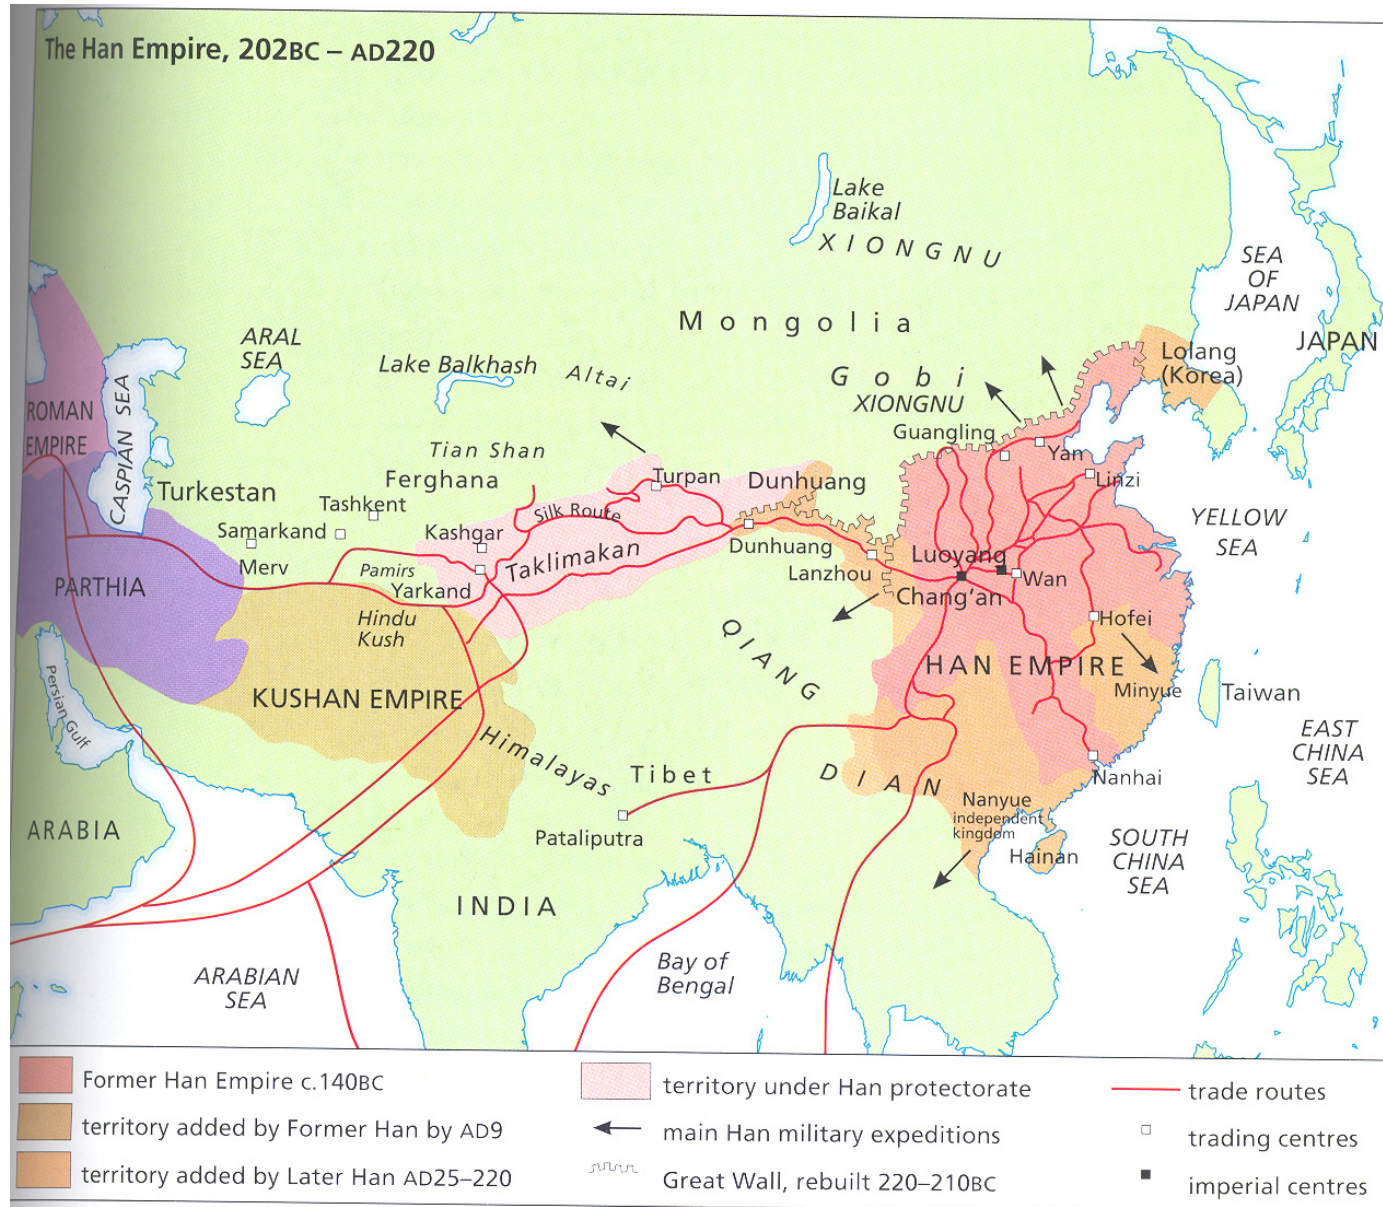 The Han Empire, 202BC – AD220
Lake
Baikal
XIONGNU
SEA
OF
JAPAN
Mongolia
JAPAN
ARAL
SEA
Lake Balkhash
Altai
Gobi
XIONGNU
Lolang
(Korea)
CASPIAN SEA
ROMAN
EMPIRE
Guangling
Yan
Tian Shan
Ferghana
Turkestan
Turpan
Dunhuang
Linzi
Tashkent
Silk Route
Samarkand
Kashgar
YELLOW
SEA
Merv
Pamirs
Taklimakan
Dunhuang
Lanzhou
Luoyang
Wan
PARTHIA
Yarkand
Chang'an
Hindu
Kush
Hofei
QIANG
HAN EMPIRE
Persian Gulf
KUSHAN EMPIRE
Minyue
Taiwan
EAST
CHINA
SEA
Himalayas
Tibet
DIAN
Nanhai
ARABIA
Pataliputra
Nanyue
independent
kingdom
Hainan
SOUTH
CHINA
SEA
INDIA
ARABIAN
SEA
Bay of
Bengal
Former Han Empire c.140BC
territory added by Former Han by AD9
territory added by Later Han AD25–220
territory under Han protectorate
main Han military expeditions
Great Wall, rebuilt 220–210BC
trade routes
trading centres
imperial centres